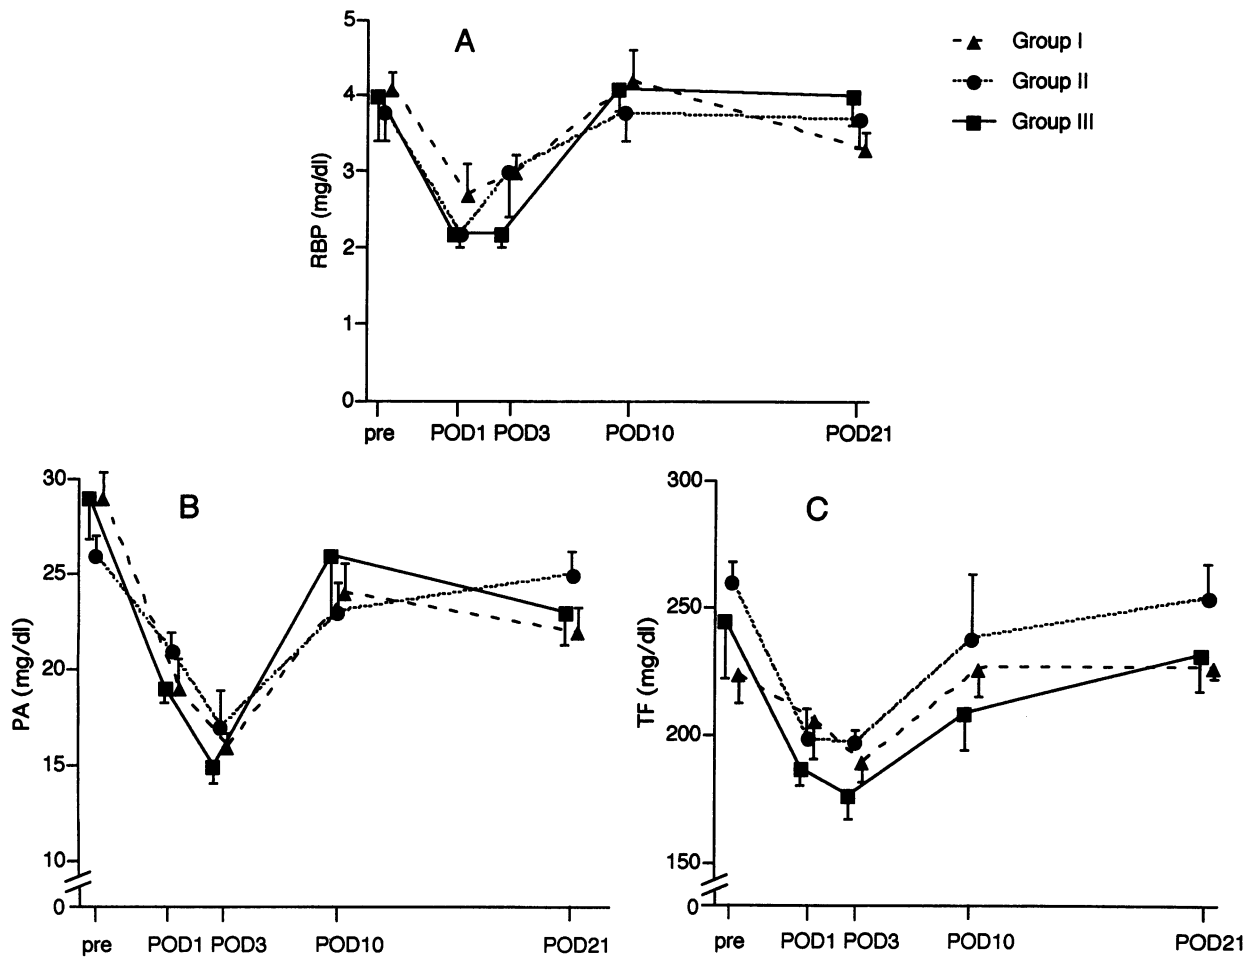 A
RBP (mg/dl)
5
4
3
2
1
0
pre POD1 POD3 POD10 POD21
Group I
Group II
Group III
B
PA (mg/dl)
30
25
20
15
10
0
pre POD1 POD3 POD10 POD21
C
TF (mg/dl)
300
250
200
150
0
pre POD1 POD3 POD10 POD21